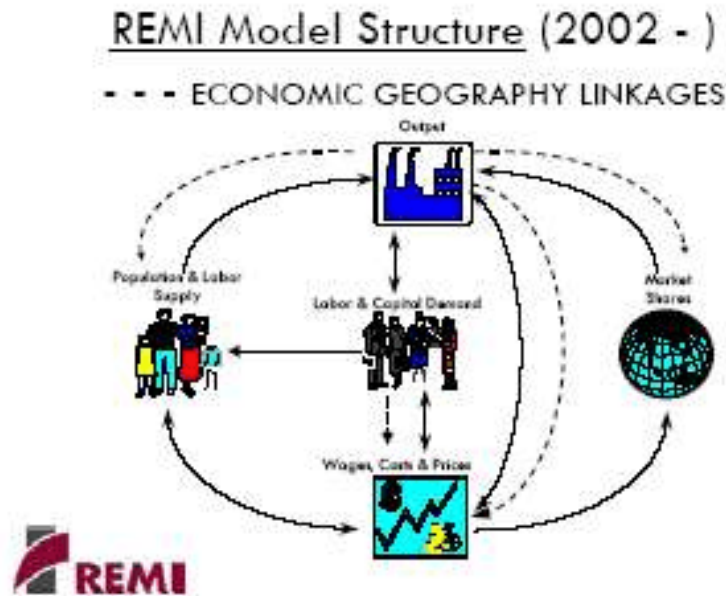 REMI Model Structure (2002 - )
- - - ECONOMIC GEOGRAPHY LINKAGES
Output
Population & Labor
Supply
Labor & Capital Demand
Market
Shares
Wages, Costs & Prices
REMI